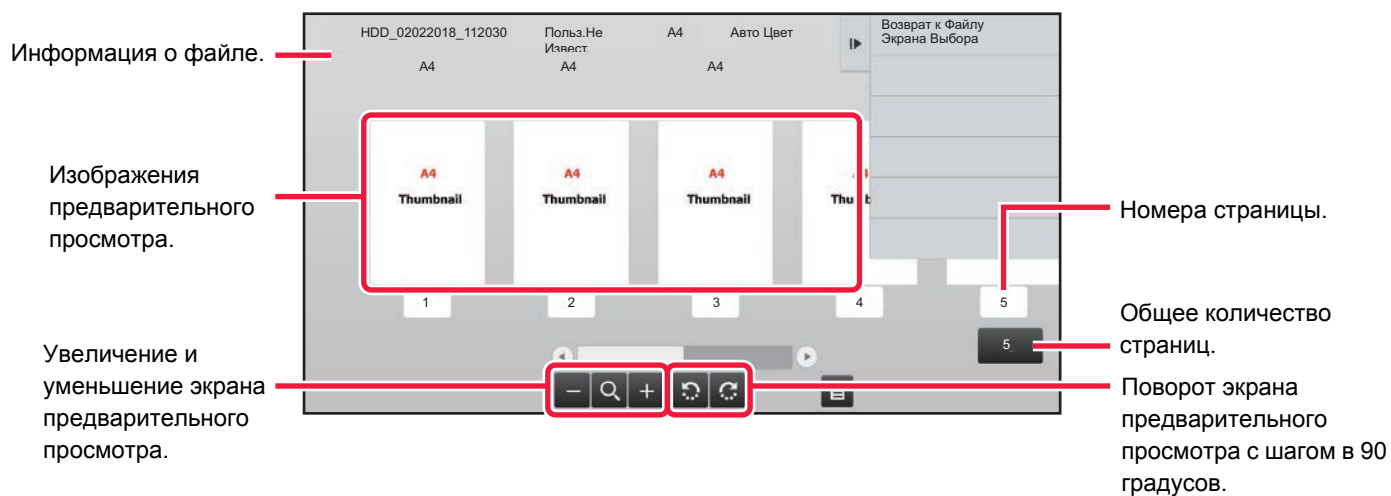 Информация о файле.
HDD_02022018_112030 Польз.Не Извест. A4 Авто Цвет
Возврат к Файлу
Экрана Выбора
A4 A4 A4
Изображения
предварительного
просмотра.
A4 A4 A4
Thumbnail Thumbnail Thumbnail
Номера страницы.
1 2 3 4 5
Общее количество
страниц.
5
Увеличение и
уменьшение экрана
предварительного
просмотра.
Поворот экрана
предварительного
просмотра с шагом в 90
градусов.